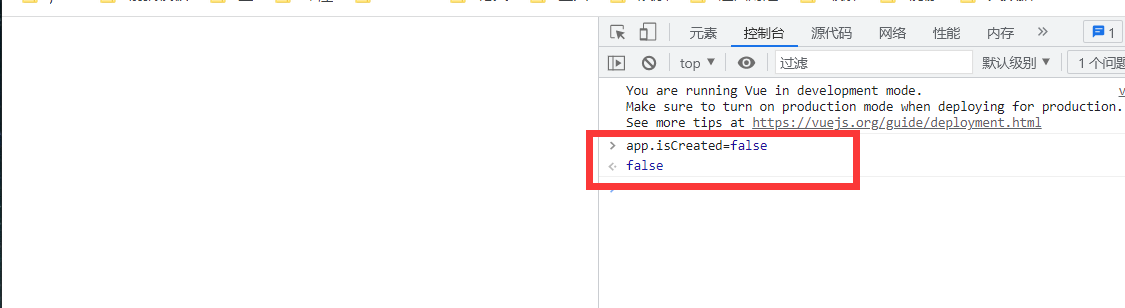 元素 控制台 源代码 网络 性能 内存 » 1
top ▼ 过滤 默认级别 ▼ 1 个问题
You are running Vue in development mode.
Make sure to turn on production mode when deploying for production.
See more tips at https://vuejs.org/guide/deployment.html
> app.isCreated=false
false